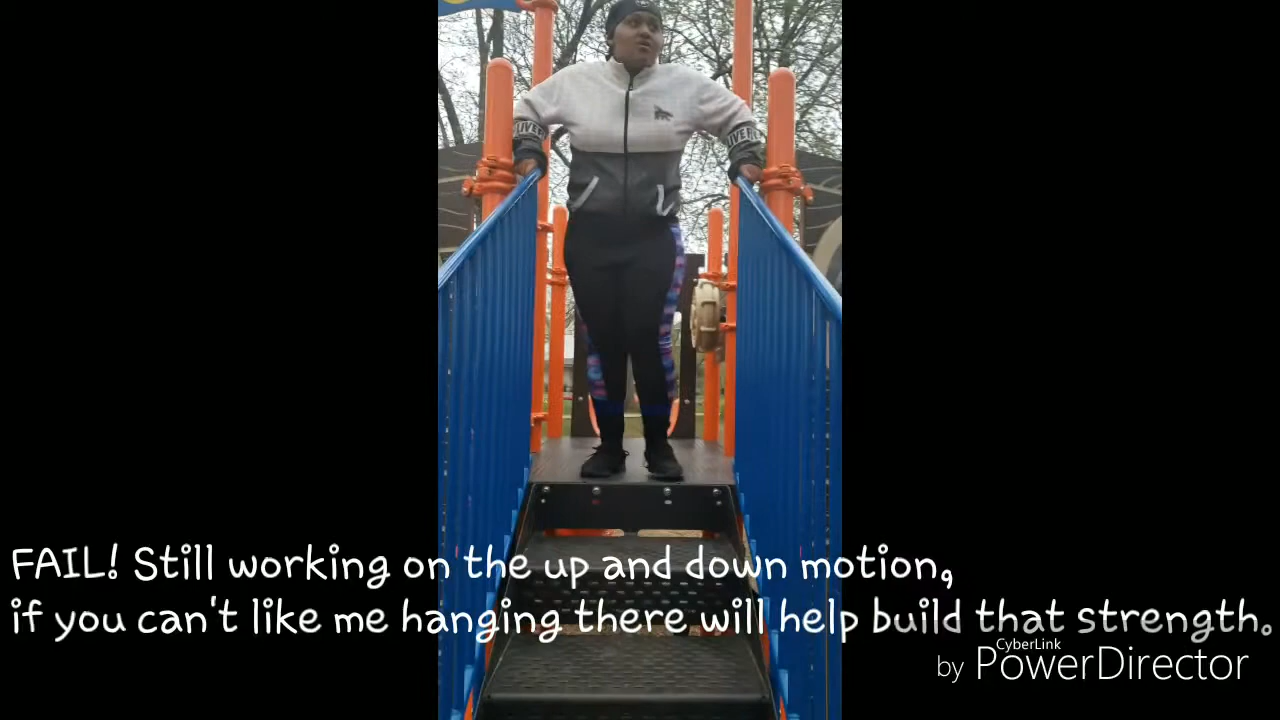 FAIL! Still working on the up and down motion,
if you can't like me hanging there will help build that strength.
CyberLink
by PowerDirector